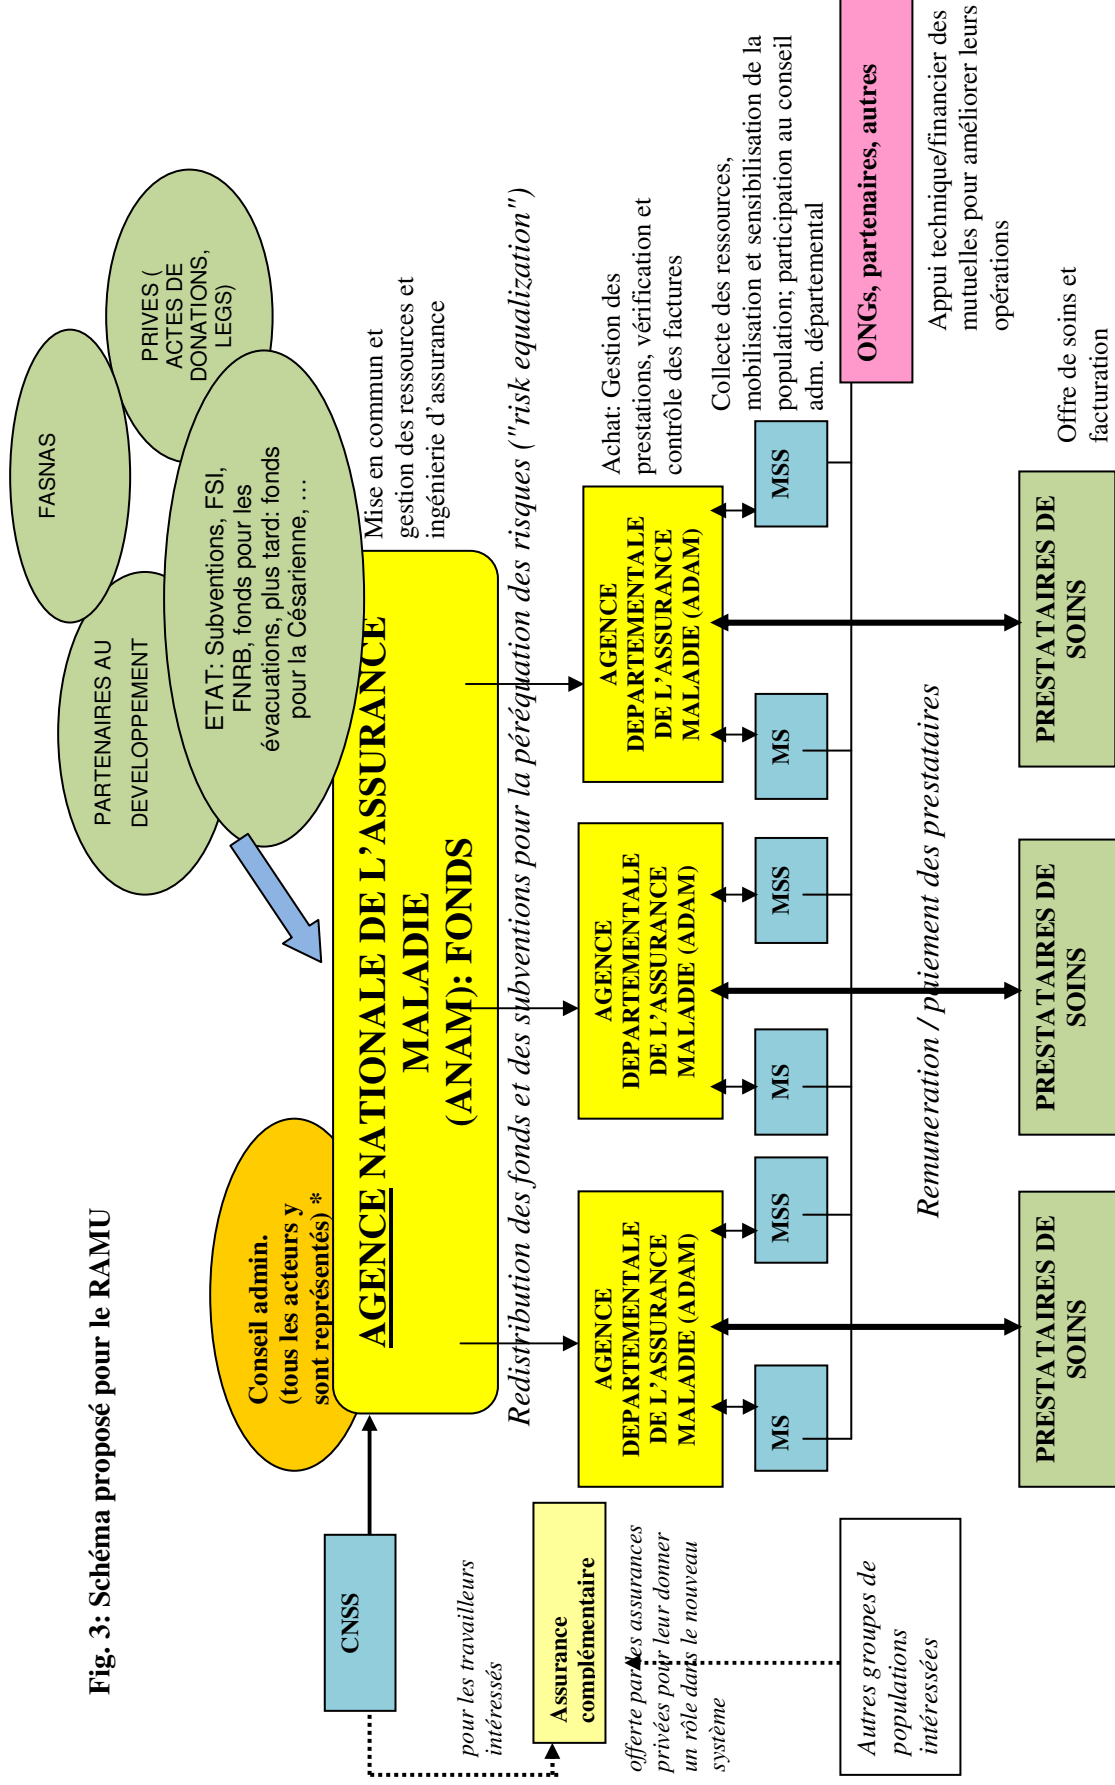 Fig. 3: Schéma proposé pour le RAMU
PARTENAIRES AU
DEVELOPPEMENT
FASNAS
PRIVES (
ACTES DE
DONATIONS,
LEGS)
ETAT: Subventions, FSI,
FNRB, fonds pour les
évacuations, plus tard: fonds
pour la Césarienne, …
Conseil admin.
(tous les acteurs y
sont représentés) *
CNSS
AGENCE NATIONALE DE L'ASSURANCE
MALADIE
(ANAM): FONDS
Mise en commun et
gestion des ressources et
ingénierie d'assurance
pour les travailleurs
intéressés
Redistribution des fonds et des subventions pour la péréquation des risques ("risk equalization")
Assurance
complémentaire
offerte par les assurances
privées pour leur donner
un rôle dans le nouveau
système
AGENCE
DEPARTEMENTALE
DE L'ASSURANCE
MALADIE (ADAM)
AGENCE
DEPARTEMENTALE
DE L'ASSURANCE
MALADIE (ADAM)
AGENCE
DEPARTEMENTALE
DE L'ASSURANCE
MALADIE (ADAM)
Achat: Gestion des
prestations, vérification et
contrôle des factures
MS
MSS
MS
MSS
MS
MSS
Collecte des ressources,
mobilisation et sensibilisation de la
population; participation au conseil
adm. départemental
Autres groupes de
populations
intéressées
Remuneration / paiement des prestataires
ONGs, partenaires, autres
Appui technique/financier des
mutuelles pour améliorer leurs
opérations
PRESTATAIRES DE
SOINS
PRESTATAIRES DE
SOINS
PRESTATAIRES DE
SOINS
Offre de soins et
facturation